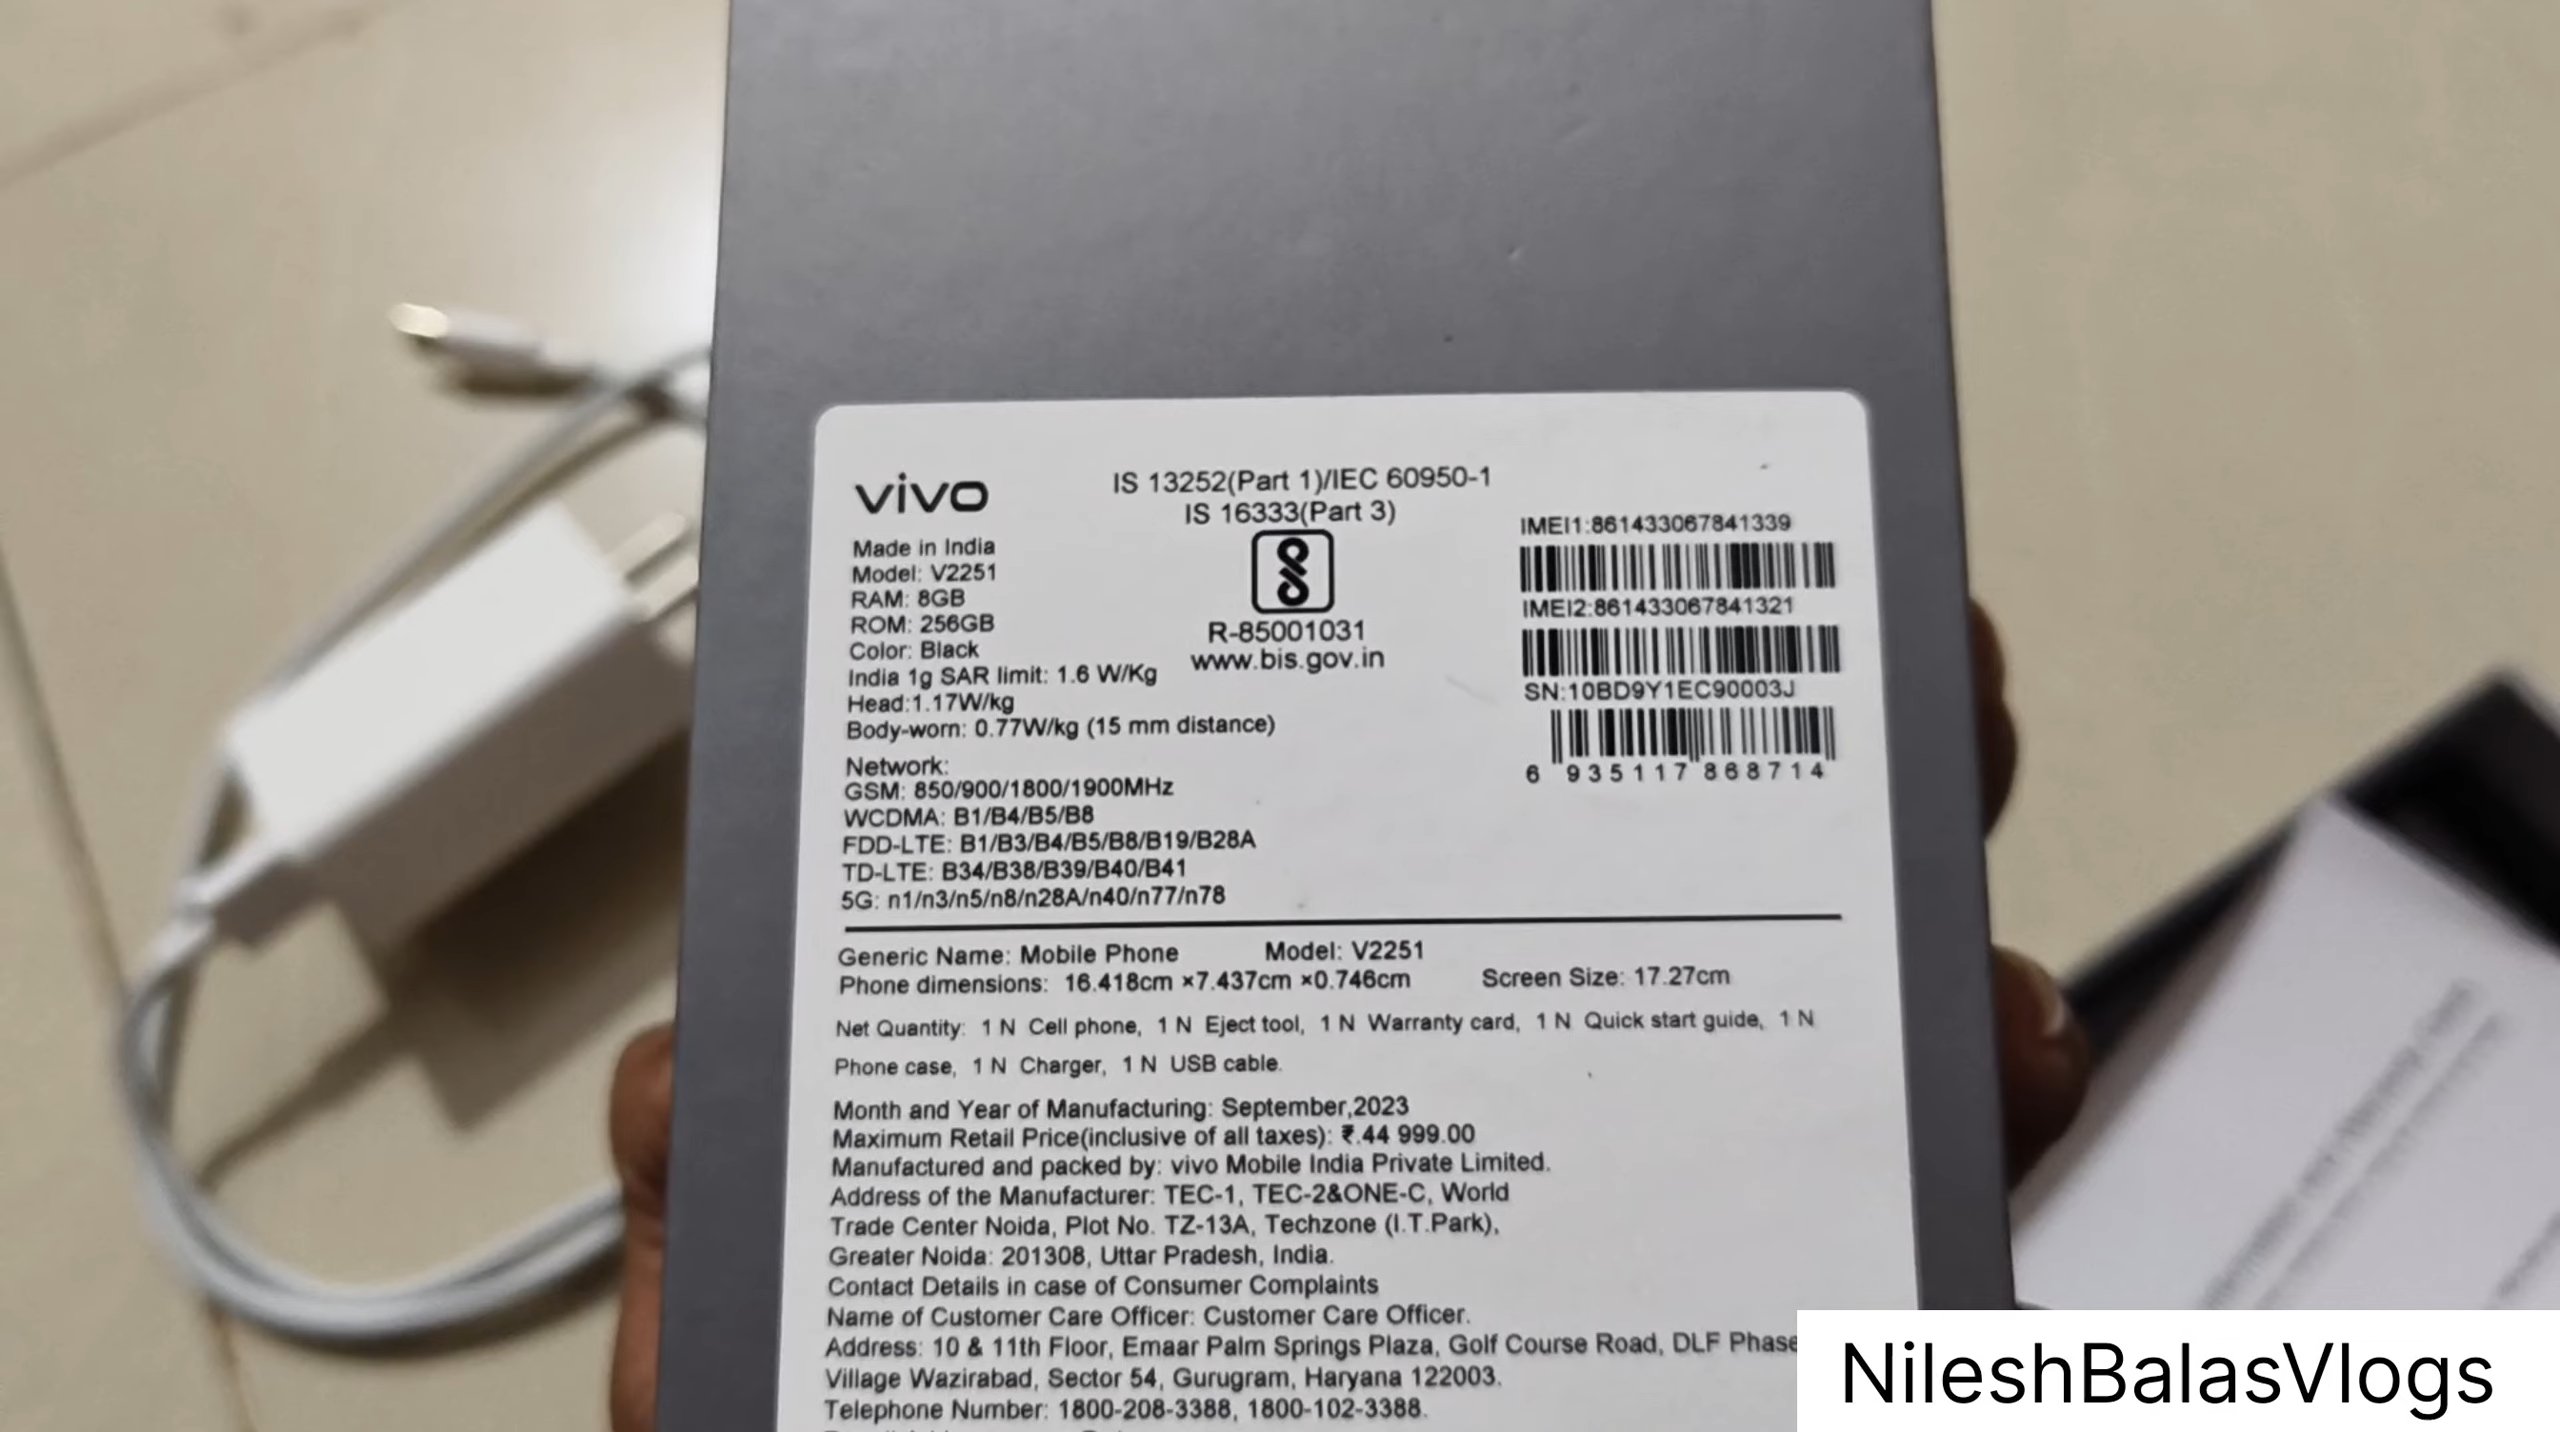 vivo
IS 13252(Part 1)/IEC 60950-1
IS 16333(Part 3)
Made in India
Model: V2251
RAM: 8GB
ROM: 256GB
Color: Black
India 1g SAR limit: 1.6 W/Kg
Head:1.17W/kg
Body-worn: 0.77W/kg (15 mm distance)
R-85001031
www.bis.gov.in
IMEI1:861433067841339
IMEI2:861433067841321
SN:10BD9Y1EC90003J
6 935117 868714
Network:
GSM: 850/900/1800/1900MHz
WCDMA: B1/B4/B5/B8
FDD-LTE: B1/B3/B4/B5/B8/B19/B28A
TD-LTE: B34/B38/B39/B40/B41
5G: n1/n3/n5/n8/n28A/n40/n77/n78
Generic Name: Mobile Phone Model: V2251
Phone dimensions: 16.418cm ×7.437cm ×0.746cm Screen Size: 17.27cm
Net Quantity: 1 N Cell phone, 1 N Eject tool, 1 N Warranty card, 1 N Quick start guide, 1 N
Phone case, 1 N Charger, 1 N USB cable.
Month and Year of Manufacturing: September,2023
Maximum Retail Price(inclusive of all taxes): ₹.44 999.00
Manufactured and packed by: vivo Mobile India Private Limited.
Address of the Manufacturer: TEC-1, TEC-2&ONE-C, World
Trade Center Noida, Plot No. TZ-13A, Techzone (I.T.Park),
Greater Noida: 201308, Uttar Pradesh, India.
Contact Details in case of Consumer Complaints
Name of Customer Care Officer: Customer Care Officer.
Address: 10 & 11th Floor, Emaar Palm Springs Plaza, Golf Course Road, DLF Phase
Village Wazirabad, Sector 54, Gurugram, Haryana 122003.
Telephone Number: 1800-208-3388, 1800-102-3388.
NileshBalasVlogs